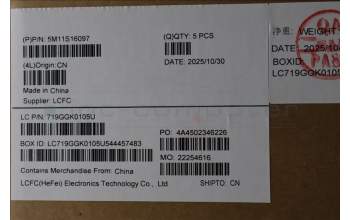 (P)P/N: 5M11S16097
(Q)QTY: 5 PCS
(4L)Origin: CN
DATE: 2025/10/30
Made in China
Supplier: LCFC
LC P/N: 719GGK0105U
PO: 4A4502346226
BOX ID: LC719GGK0105U544457483
MO: 22254616
Contains Merchandise From: China
LCFC(HeFei) Electronics Technology Co., Ltd
SHIPTO: CN
净重: WEIGHT
DATE: 2025/10
BOXID:
LC719GGK0105U